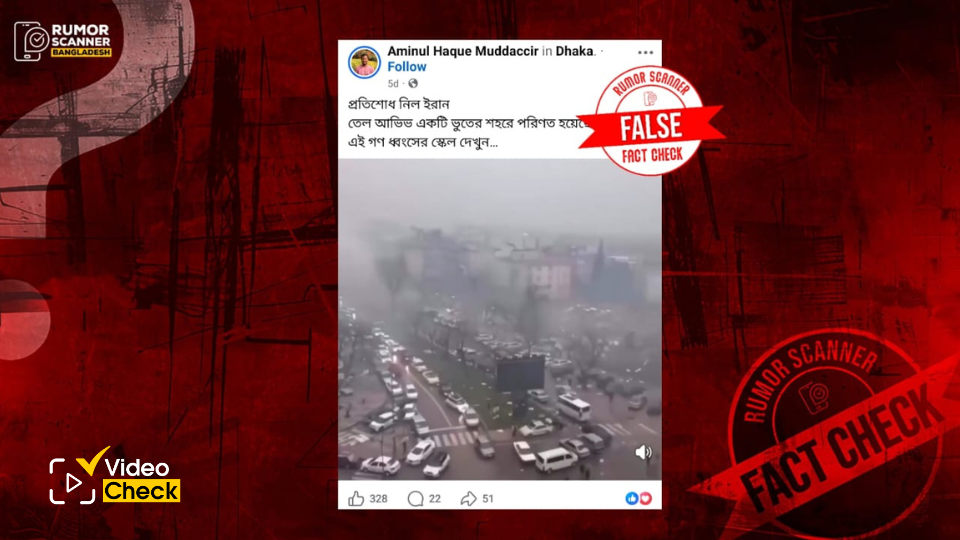 RUMOR
SCANNER
BANGLADESH
Aminul Haque Muddaccir in Dhaka. ·
Follow
5d ·
প্রতিশোধ নিল ইরান
তেল আভিভ একটি ভুতের শহরে পরিণত হয়েছে
এই গণ ধ্বংসের স্কেল দেখুন...
RUMOR SCANNER
FALSE
FACT CHECK
328
22
51
Video
Check
RUMOR SCANNER
FACT CHECK